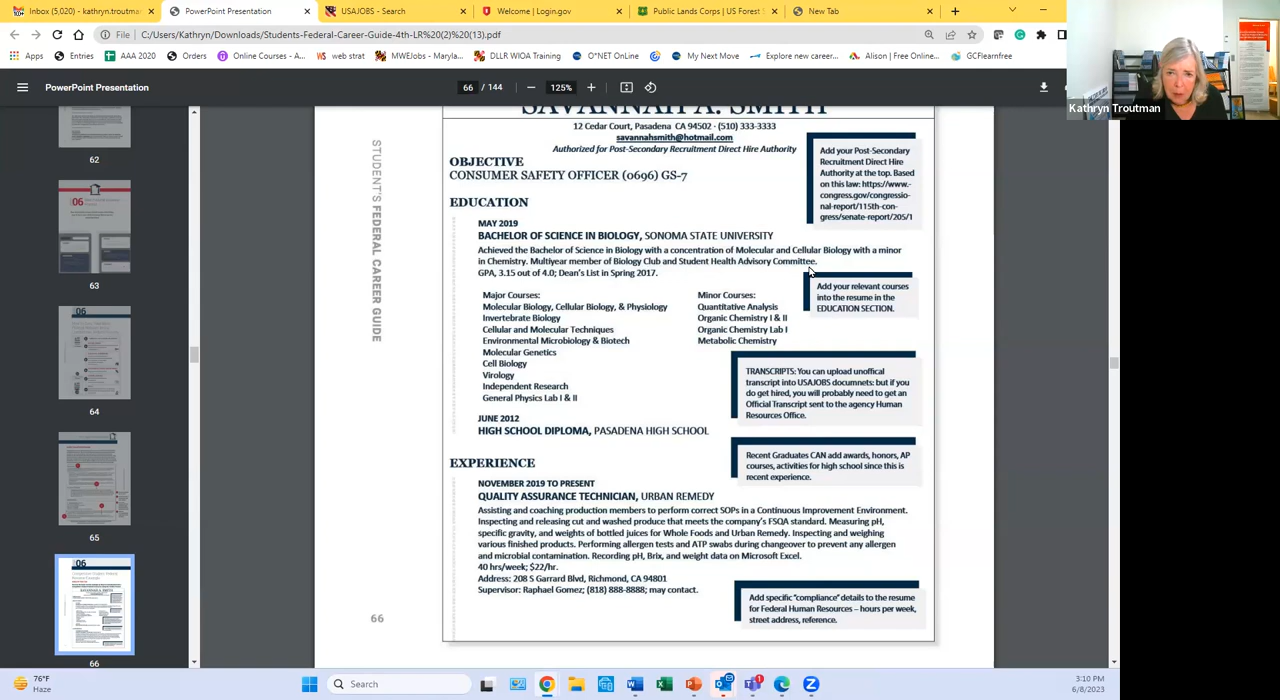 Inbox (5,020) - kathryn.troutma
PowerPoint Presentation
USAJOBS - Search
Welcome | Login.gov
Public Lands Corps | US Forest
New Tab
File
C:/Users/Kathryn/Downloads/Students-Federal-Career-Guide-4th-LR%20(2)%20(13).pdf
Apps
Entries
AAA 2020
Orders
Online Courses - A...
web strat
MWEJobs - Maryla...
DLLR WIOA Training
O*NET OnLine
My Next Move
Explore new career...
Alison | Free Online...
GCFlearnfree
PowerPoint Presentation
66 / 144
125%
Kathryn Troutman
62
06
63
06
64
65
06
66
STUDENT'S FEDERAL CAREER GUIDE
66
SAVANNAH A. SMITH
12 Cedar Court, Pasadena CA 94502 · (510) 333-3333
savannahsmith@hotmail.com
Authorized for Post-Secondary Recruitment Direct Hire Authority
OBJECTIVE
CONSUMER SAFETY OFFICER (0696) GS-7
Add your Post-Secondary
Recruitment Direct Hire
Authority at the top. Based
on this law: https://www.-
congress.gov/congressio-
nal-report/115th-con-
gress/senate-report/205/1
EDUCATION
MAY 2019
BACHELOR OF SCIENCE IN BIOLOGY, SONOMA STATE UNIVERSITY
Achieved the Bachelor of Science in Biology with a concentration of Molecular and Cellular Biology with a minor
in Chemistry. Multiyear member of Biology Club and Student Health Advisory Committee.
GPA, 3.15 out of 4.0; Dean's List in Spring 2017.
Add your relevant courses
into the resume in the
EDUCATION SECTION.
Major Courses:
Molecular Biology, Cellular Biology, & Physiology
Invertebrate Biology
Cellular and Molecular Techniques
Environmental Microbiology & Biotech
Molecular Genetics
Cell Biology
Virology
Independent Research
General Physics Lab I & II
Minor Courses:
Quantitative Analysis
Organic Chemistry I & II
Organic Chemistry Lab I
Metabolic Chemistry
TRANSCRIPTS: You can upload unoffical
transcript into USAJOBS documnets: but if you
do get hired, you will probably need to get an
Official Transcript sent to the agency Human
Resources Office.
JUNE 2012
HIGH SCHOOL DIPLOMA, PASADENA HIGH SCHOOL
Recent Graduates CAN add awards, honors, AP
courses, activities for high school since this is
recent experience.
EXPERIENCE
NOVEMBER 2019 TO PRESENT
QUALITY ASSURANCE TECHNICIAN, URBAN REMEDY
Assisting and coaching production members to perform correct SOPs in a Continuous Improvement Environment.
Inspecting and releasing cut and washed produce that meets the company's FSQA standard. Measuring pH,
specific gravity, and weights of bottled juices for Whole Foods and Urban Remedy. Inspecting and weighing
various finished products. Performing allergen tests and ATP swabs during changeover to prevent any allergen
and microbial contamination. Recording pH, Brix, and weight data on Microsoft Excel.
40 hrs/week; $22/hr.
Address: 208 S Garrard Blvd, Richmond, CA 94801
Supervisor: Raphael Gomez; (818) 888-8888; may contact.
Add specific "compliance" details to the resume
for Federal Human Resources – hours per week,
street address, reference.
76°F
Haze
Search
3:10 PM
6/8/2023